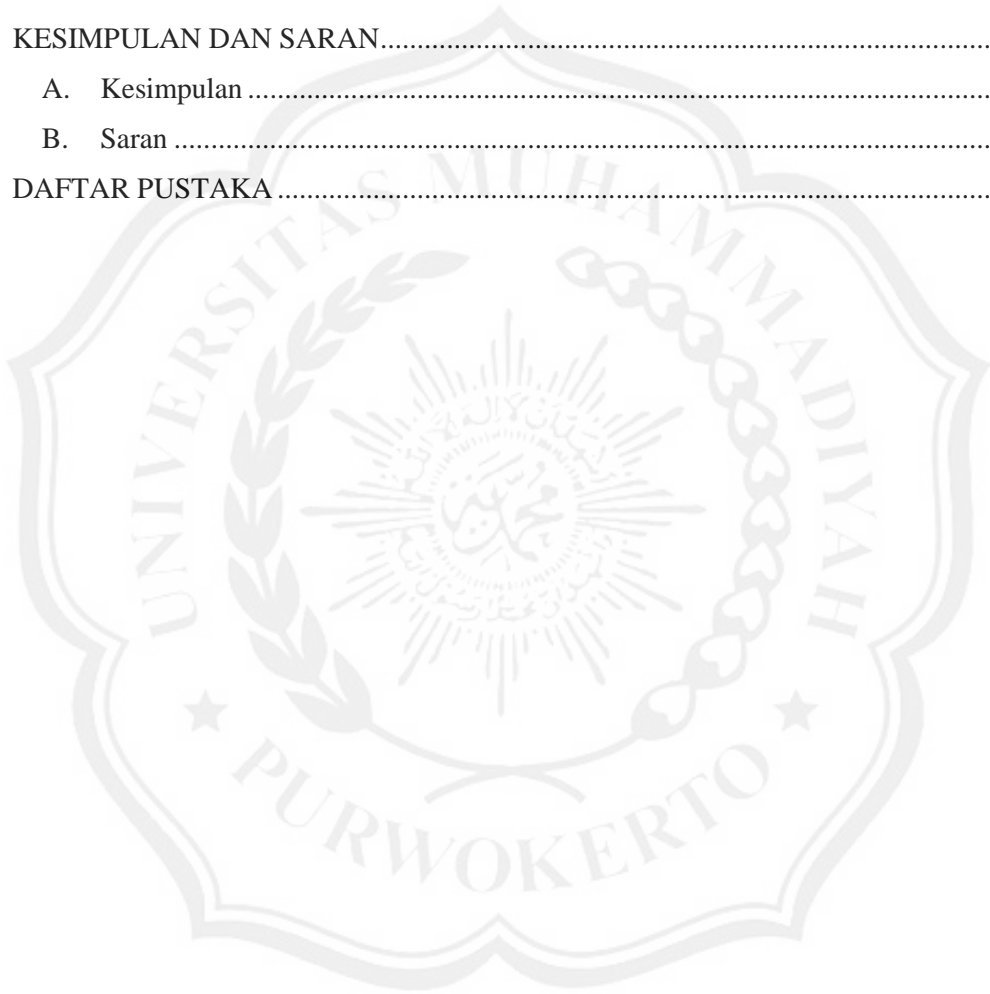 KESIMPULAN DAN SARAN........................................................................................
A. Kesimpulan........................................................................................
B. Saran........................................................................................
DAFTAR PUSTAKA........................................................................................
UNIVERSITAS MUHAMMADIYAH
PURWOKERTO